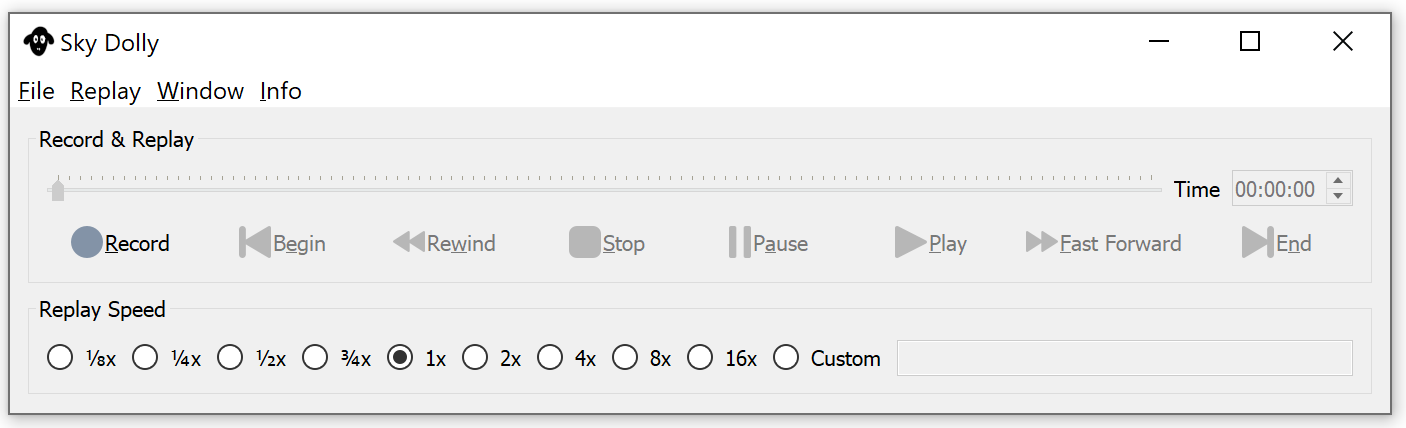 Sky Dolly
File Replay Window Info
Record & Replay
Time 00:00:00
Record Begin Rewind Stop Pause Play Fast Forward End
Replay Speed
⅛x ¼x ½x ¾x 1x 2x 4x 8x 16x Custom